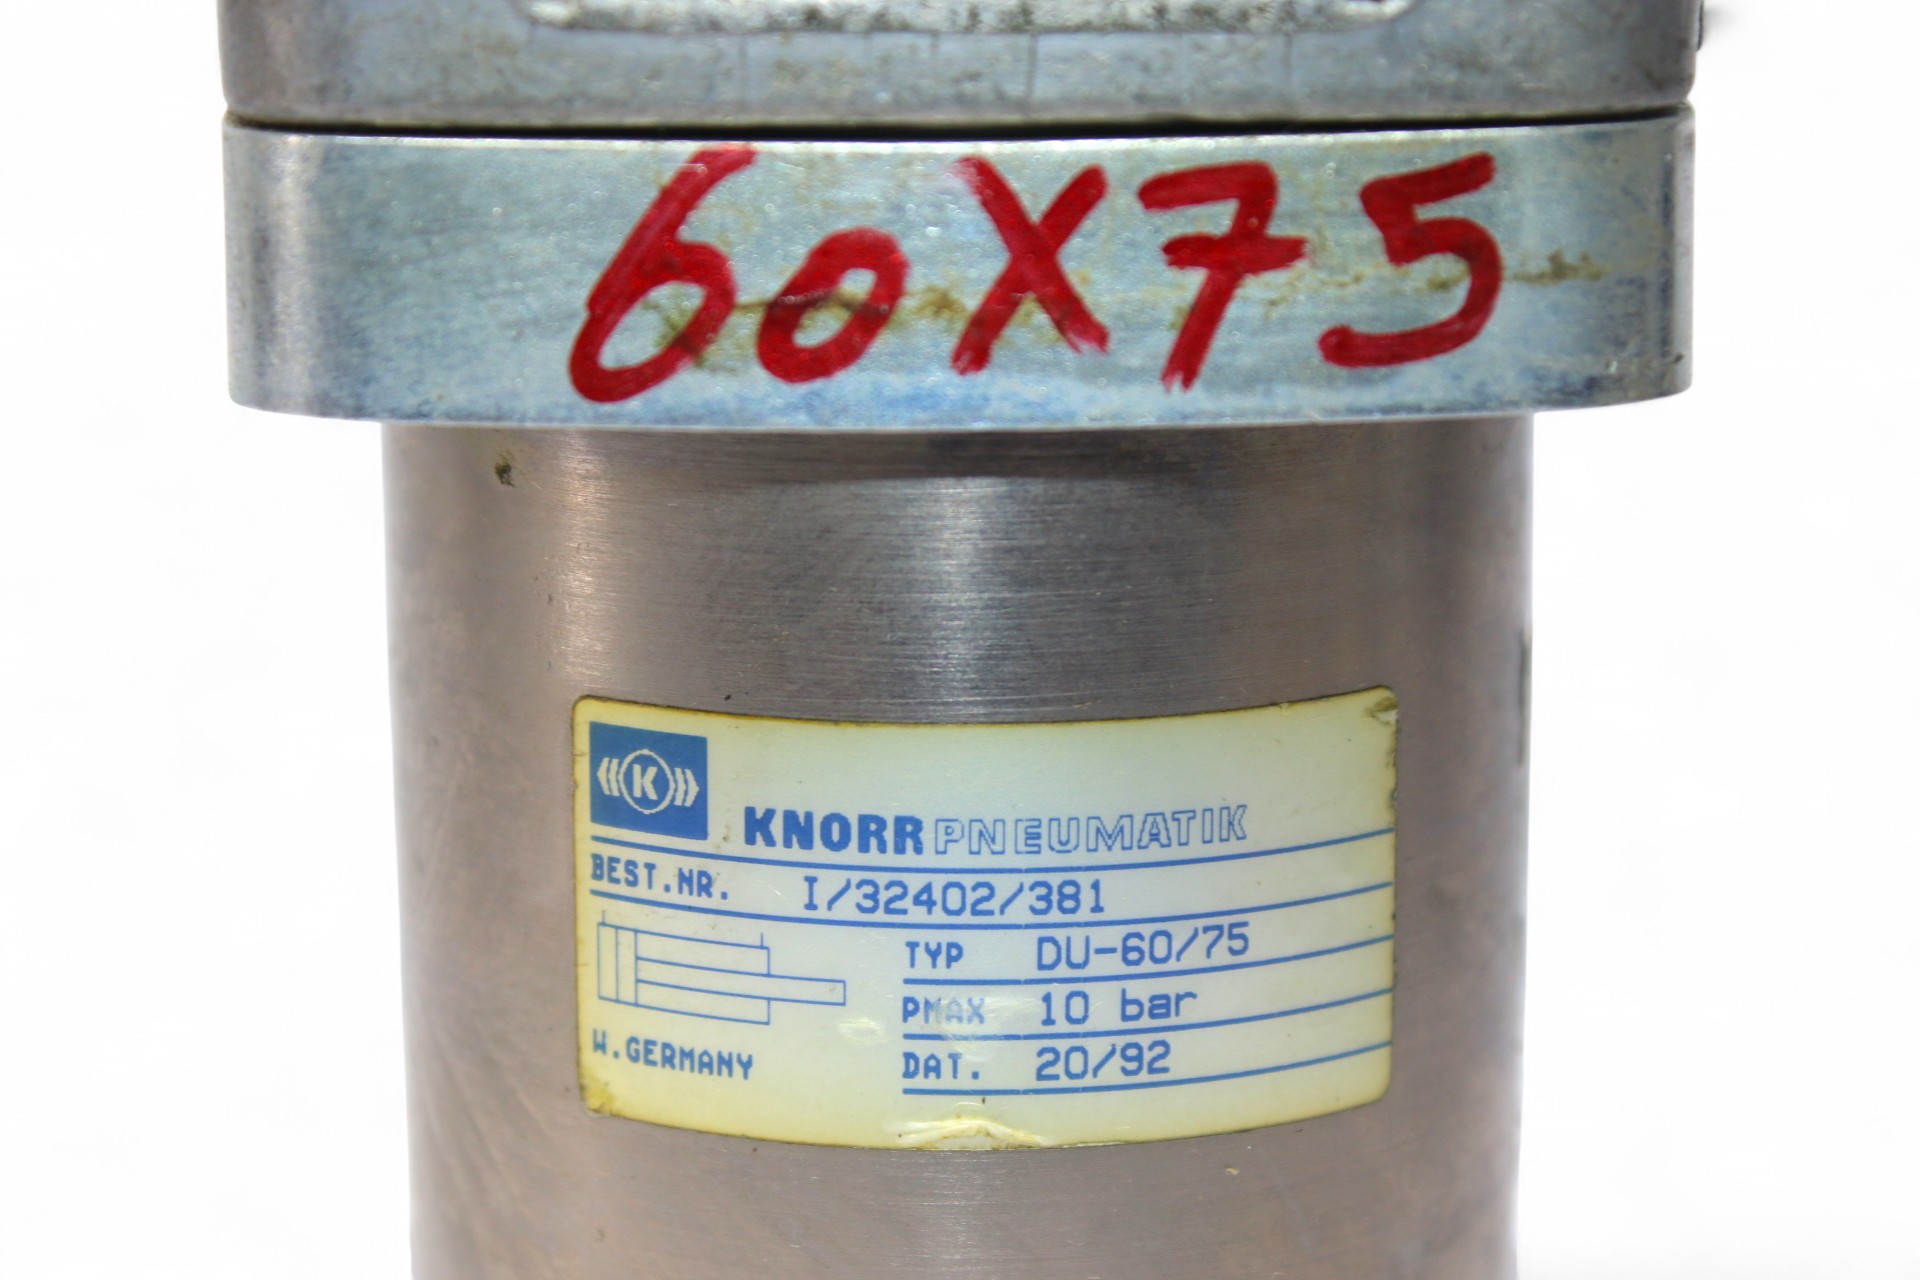 60X75
K
KNORR PNEUMATIK
BEST.NR. I/32402/381
TYP DU-60/75
PMAX 10 bar
W.GERMANY
DAT. 20/92